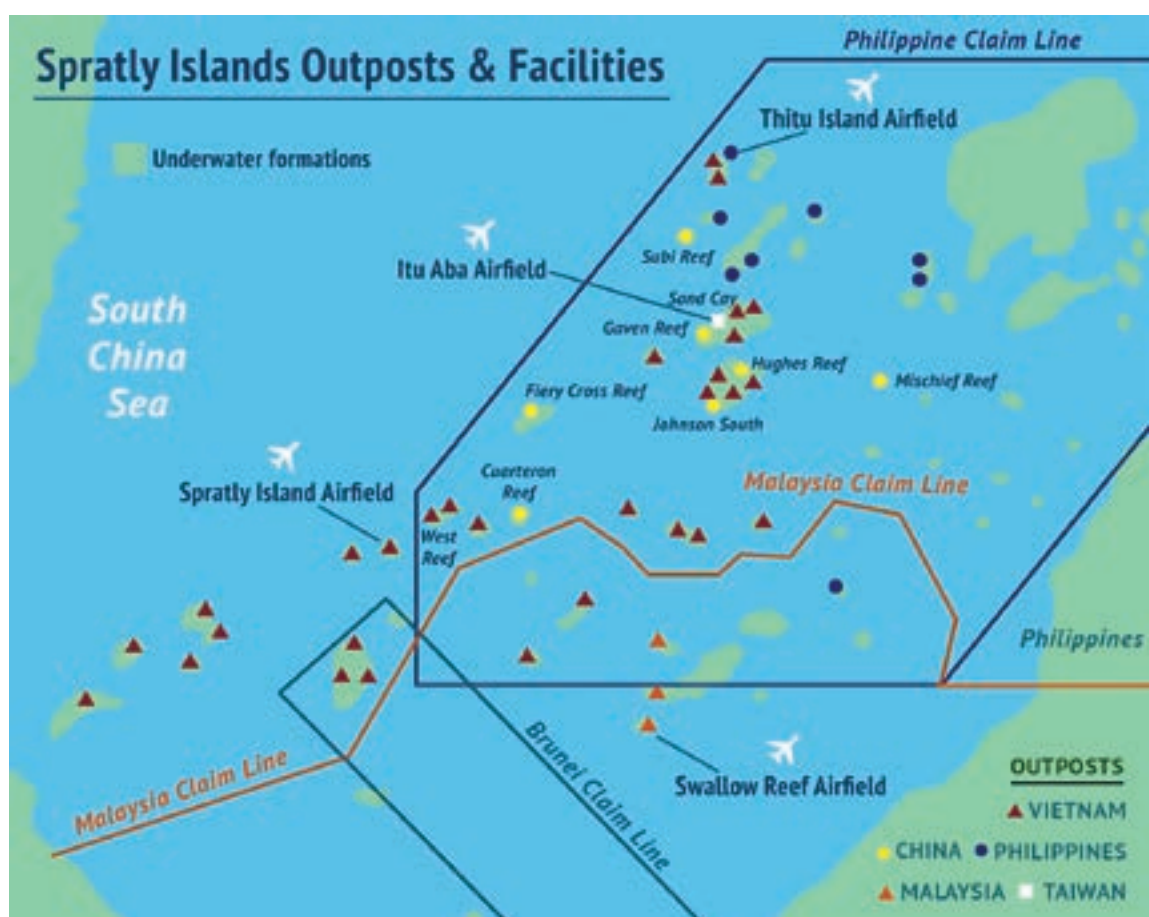 Philippine Claim Line
Spratly Islands Outposts & Facilities
Thitu Island Airfield
Underwater formations
Subi Reef
Itu Aba Airfield
Sand Cay
South
China
Sea
Gaven Reef
Hughes Reef
Mischief Reef
Fiery Cross Reef
Johnson South
Cuarteron
Reef
Malaysia Claim Line
Spratly Island Airfield
West
Reef
Philippines
Brunei Claim Line
Malaysia Claim Line
Swallow Reef Airfield
OUTPOSTS
VIETNAM
CHINA PHILIPPINES
MALAYSIA TAIWAN